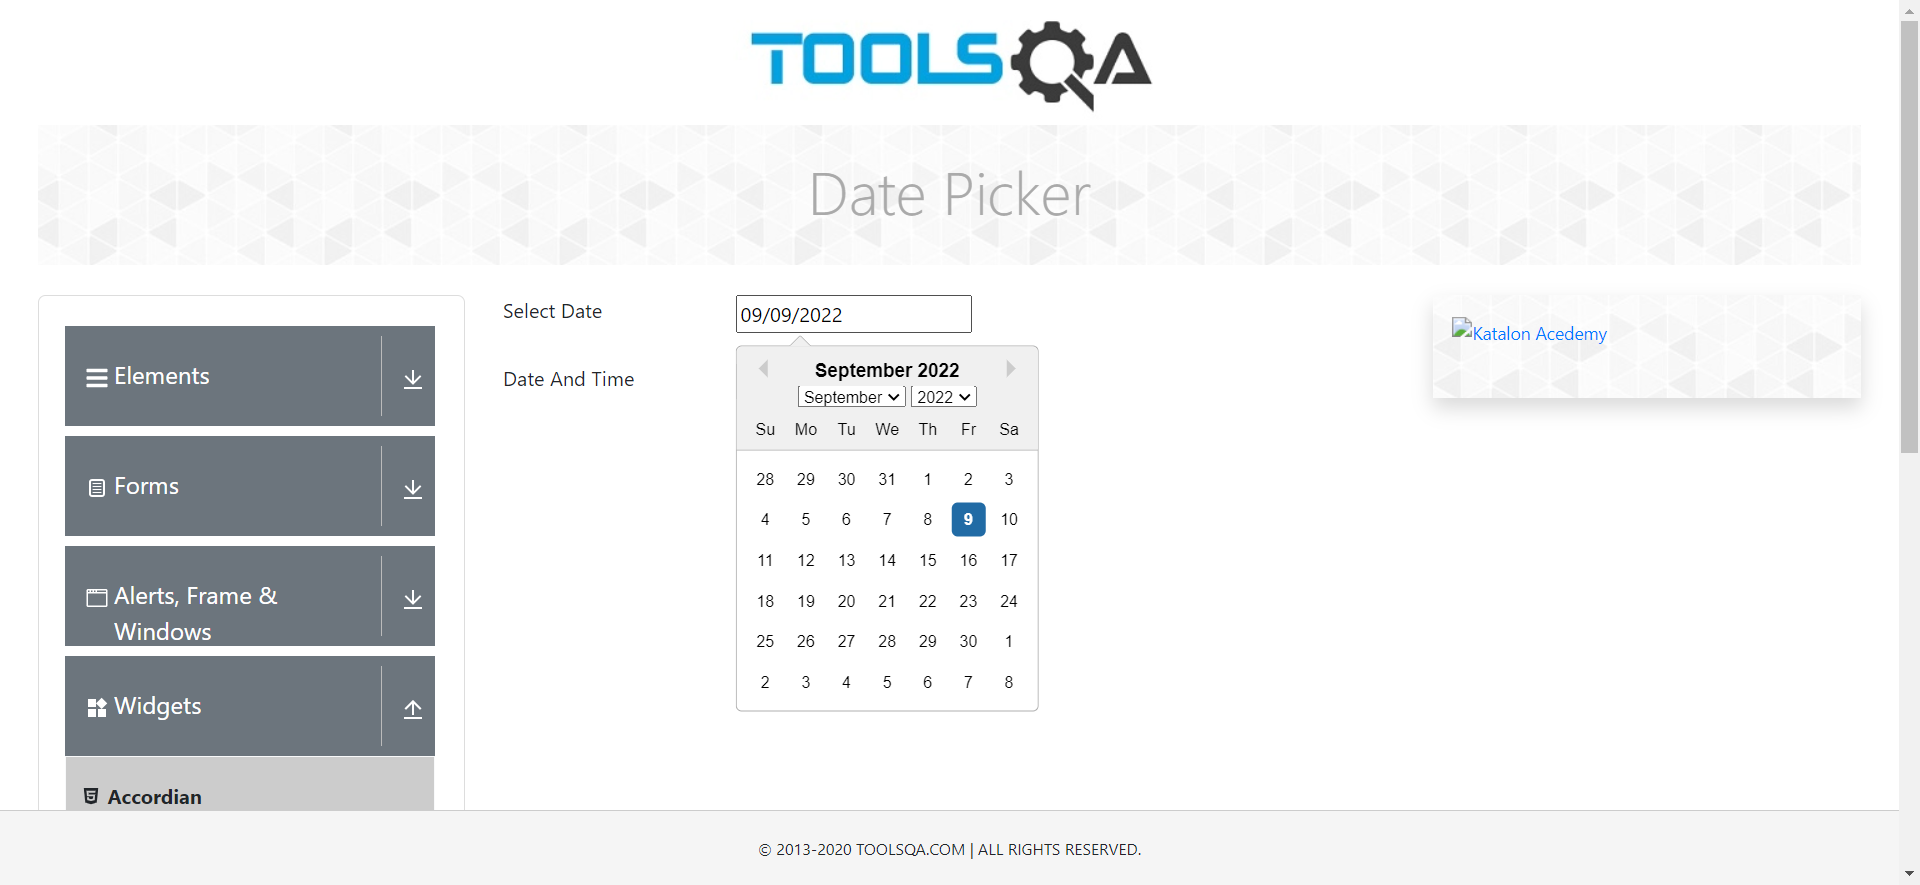 TOOLSQA
Date Picker
Elements
Forms
Alerts, Frame &
Windows
Widgets
Accordian
Select Date
09/09/2022
Date And Time
September 2022
September 2022
Su Mo Tu We Th Fr Sa
28 29 30 31 1 2 3
4 5 6 7 8 9 10
11 12 13 14 15 16 17
18 19 20 21 22 23 24
25 26 27 28 29 30 1
2 3 4 5 6 7 8
Katalon Acedemy
© 2013-2020 TOOLSQA.COM | ALL RIGHTS RESERVED.